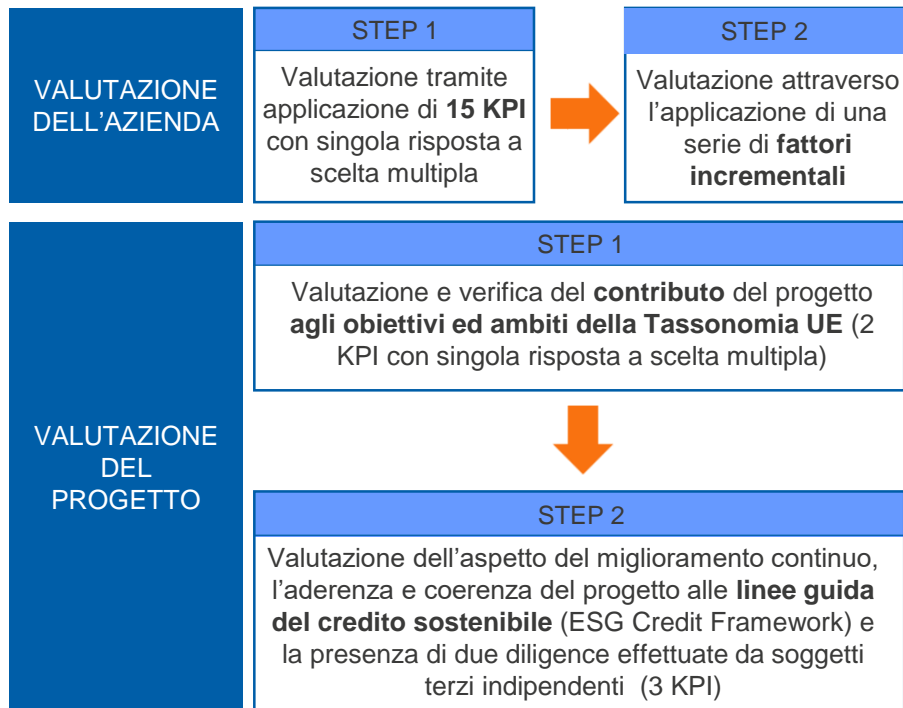 VALUTAZIONE
DELL'AZIENDA
STEP 1
Valutazione tramite
applicazione di 15 KPI
con singola risposta a
scelta multipla
STEP 2
Valutazione attraverso
l'applicazione di una
serie di fattori
incrementali
VALUTAZIONE
DEL
PROGETTO
STEP 1
Valutazione e verifica del contributo del progetto
agli obiettivi ed ambiti della Tassonomia UE (2
KPI con singola risposta a scelta multipla)
STEP 2
Valutazione dell'aspetto del miglioramento continuo,
l'aderenza e coerenza del progetto alle linee guida
del credito sostenibile (ESG Credit Framework) e
la presenza di due diligence effettuate da soggetti
terzi indipendenti (3 KPI)